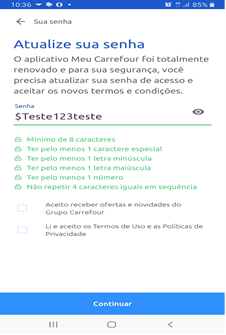 10:36
85%
Sua senha
Atualize sua senha
O aplicativo Meu Carrefour foi totalmente
renovado e para sua segurança, você
precisa atualizar sua senha de acesso e
aceitar os novos termos e condições.
Senha
$Teste123teste
Mínimo de 8 caracteres
Ter pelo menos 1 caractere especial
Ter pelo menos 1 letra minúscula
Ter pelo menos 1 letra maiúscula
Ter pelo menos 1 número
Não repetir 4 caracteres iguais em sequência
Aceito receber ofertas e novidades do
Grupo Carrefour
Li e aceito os Termos de Uso e as Políticas de
Privacidade
Continuar